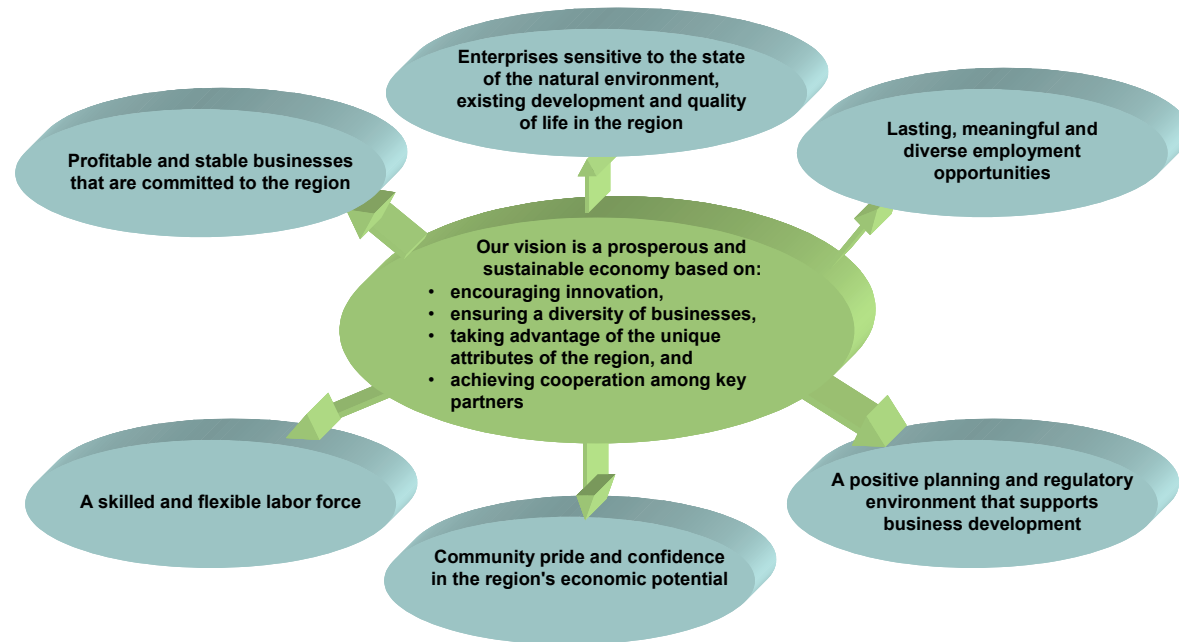 Enterprises sensitive to the state
of the natural environment,
existing development and quality
of life in the region
Profitable and stable businesses
that are committed to the region
Lasting, meaningful and
diverse employment
opportunities
Our vision is a prosperous and
sustainable economy based on:
• encouraging innovation,
• ensuring a diversity of businesses,
• taking advantage of the unique
attributes of the region, and
• achieving cooperation among key
partners
A skilled and flexible labor force
A positive planning and regulatory
environment that supports
business development
Community pride and confidence
in the region's economic potential